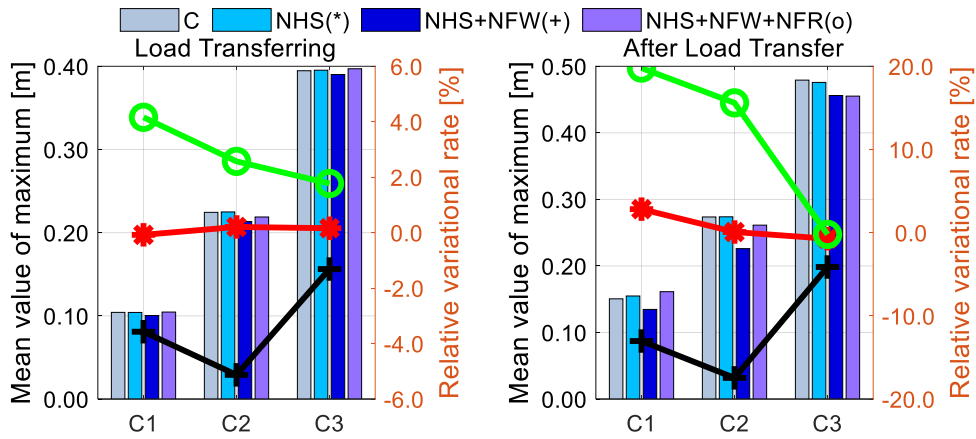 C NHS(*) NHS+NFW(+) NHS+NFW+NFR(o)
Load Transferring
After Load Transfer
Mean value of maximum [m]
0.40
0.30
0.20
0.10
0.00
C1 C2 C3
6.0
4.0
2.0
0.0
-2.0
-4.0
-6.0
Relative variational rate [%]
Mean value of maximum [m]
0.50
0.40
0.30
0.20
0.10
0.00
C1 C2 C3
20.0
10.0
0.0
-10.0
-20.0
Relative variational rate [%]